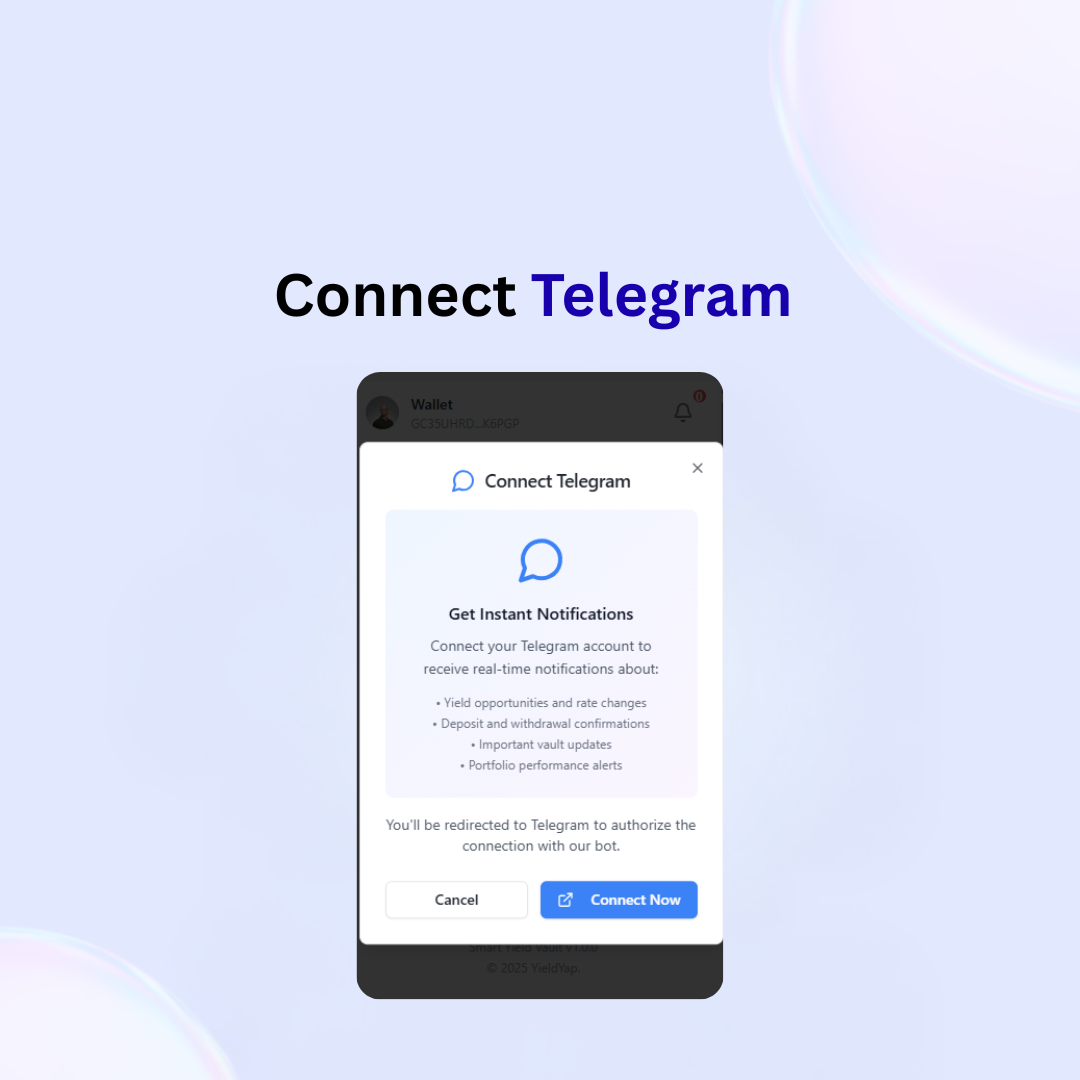 Connect Telegram
Wallet
GC35UHRD...K6PGP
0
Connect Telegram
Get Instant Notifications
Connect your Telegram account to
receive real-time notifications about:
• Yield opportunities and rate changes
• Deposit and withdrawal confirmations
• Important vault updates
• Portfolio performance alerts
You'll be redirected to Telegram to authorize the
connection with our bot.
Cancel
Connect Now
Smart Yield Vault v1.0.0
© 2025 YieldYap.